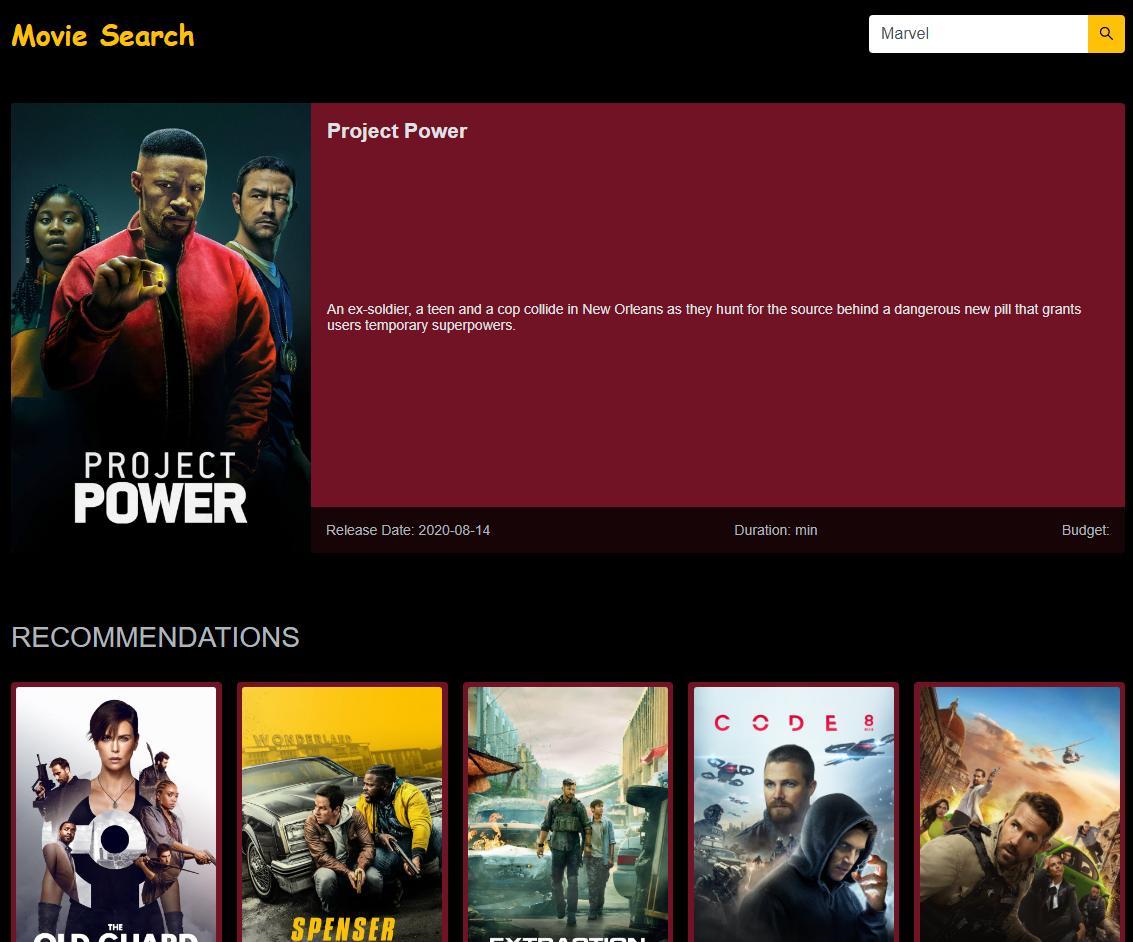 Movie Search
Marvel
Project Power
An ex-soldier, a teen and a cop collide in New Orleans as they hunt for the source behind a dangerous new pill that grants
users temporary superpowers.
PROJECT
POWER
Release Date: 2020-08-14
Duration: min
Budget:
RECOMMENDATIONS
THE
OLD GUARD
WONDERLAND
SPENSER
EXTRACTION
CODE 8